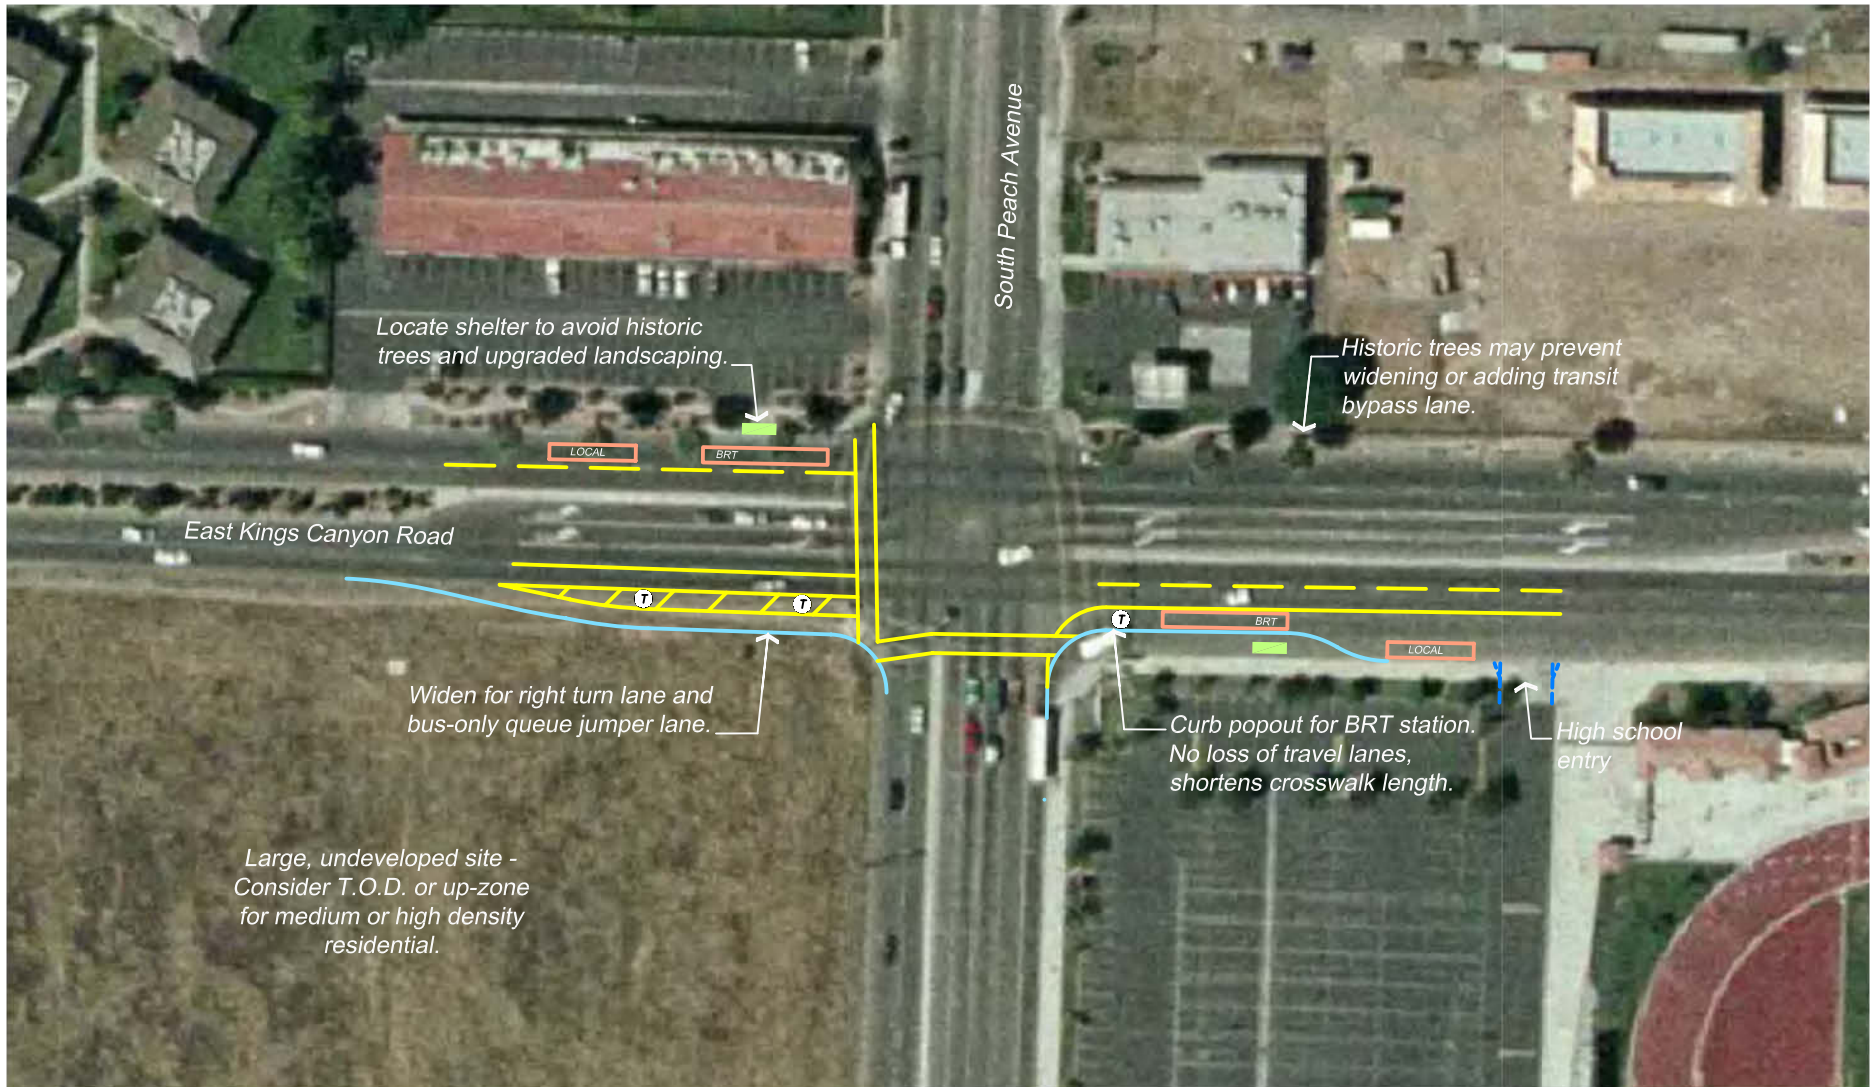 South Peach Avenue
Locate shelter to avoid historic
trees and upgraded landscaping.
Historic trees may prevent
widening or adding transit
bypass lane.
LOCAL
BRT
East Kings Canyon Road
T
T
T
BRT
LOCAL
Widen for right turn lane and
bus-only queue jumper lane.
Curb popout for BRT station.
No loss of travel lanes,
shortens crosswalk length.
High school
entry
Large, undeveloped site -
Consider T.O.D. or up-zone
for medium or high density
residential.